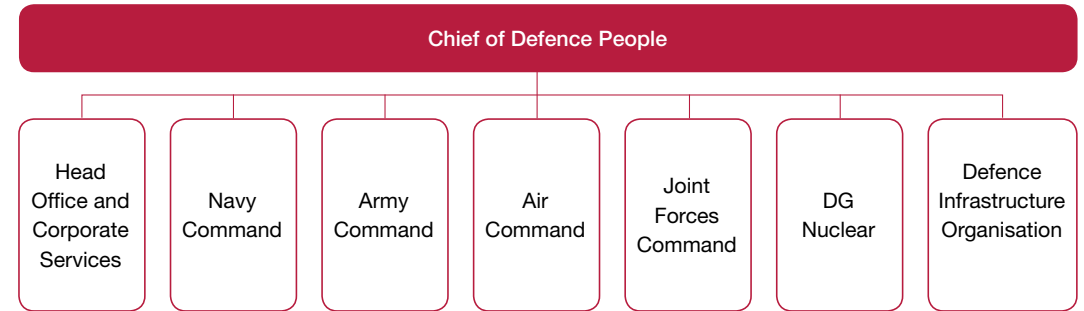 Chief of Defence People
Head
Office and
Corporate
Services
Navy
Command
Army
Command
Air
Command
Joint
Forces
Command
DG
Nuclear
Defence
Infrastructure
Organisation